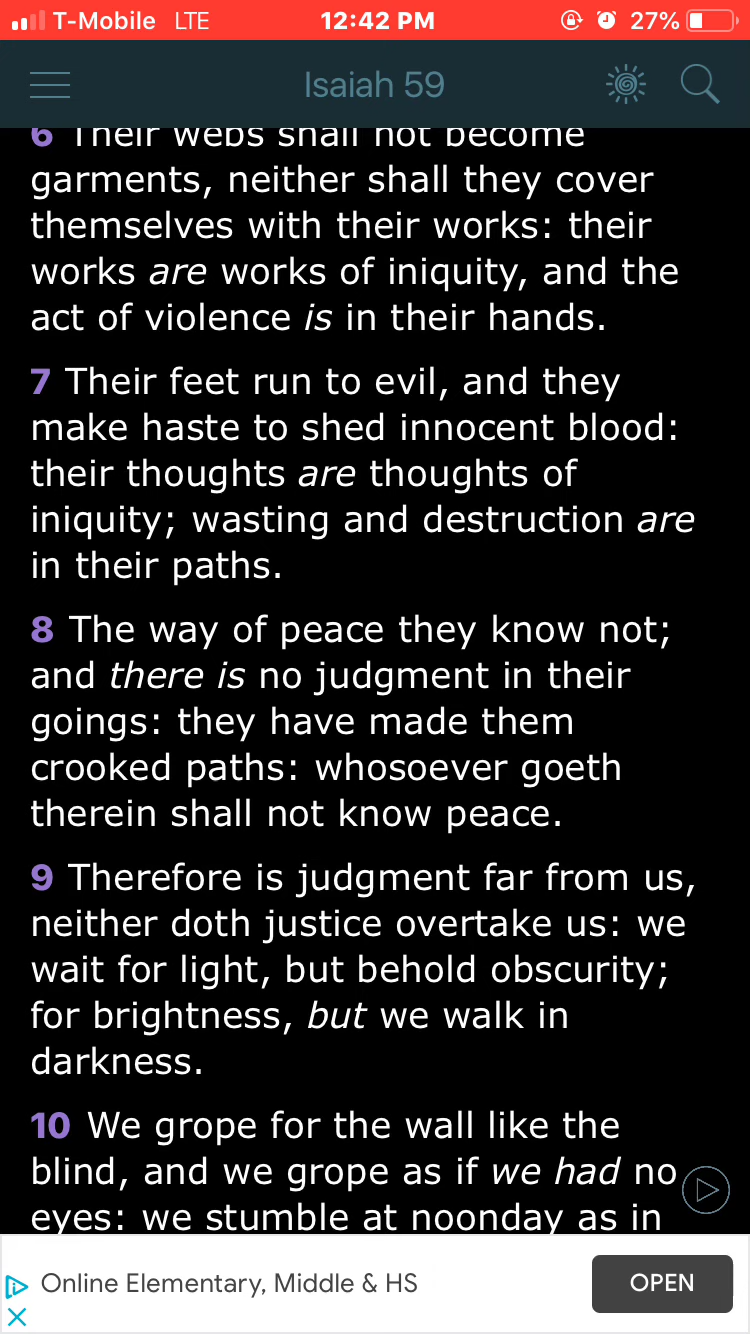 T-Mobile LTE 12:42 PM 27%
Isaiah 59
6 Their webs shall not become
garments, neither shall they cover
themselves with their works: their
works are works of iniquity, and the
act of violence is in their hands.
7 Their feet run to evil, and they
make haste to shed innocent blood:
their thoughts are thoughts of
iniquity; wasting and destruction are
in their paths.
8 The way of peace they know not;
and there is no judgment in their
goings: they have made them
crooked paths: whosoever goeth
therein shall not know peace.
9 Therefore is judgment far from us,
neither doth justice overtake us: we
wait for light, but behold obscurity;
for brightness, but we walk in
darkness.
10 We grope for the wall like the
blind, and we grope as if we had no
eyes: we stumble at noonday as in
Online Elementary, Middle & HS
OPEN